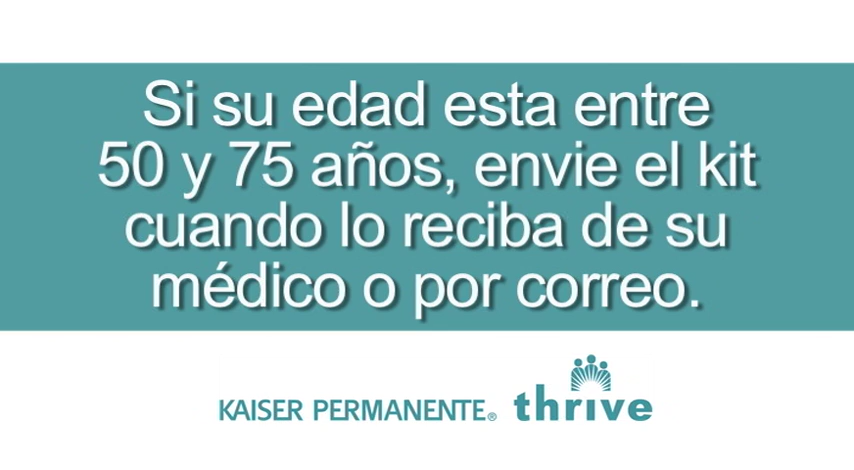 Si su edad esta entre
50 y 75 años, envie el kit
cuando lo reciba de su
médico o por correo.
KAISER PERMANENTE® thrive